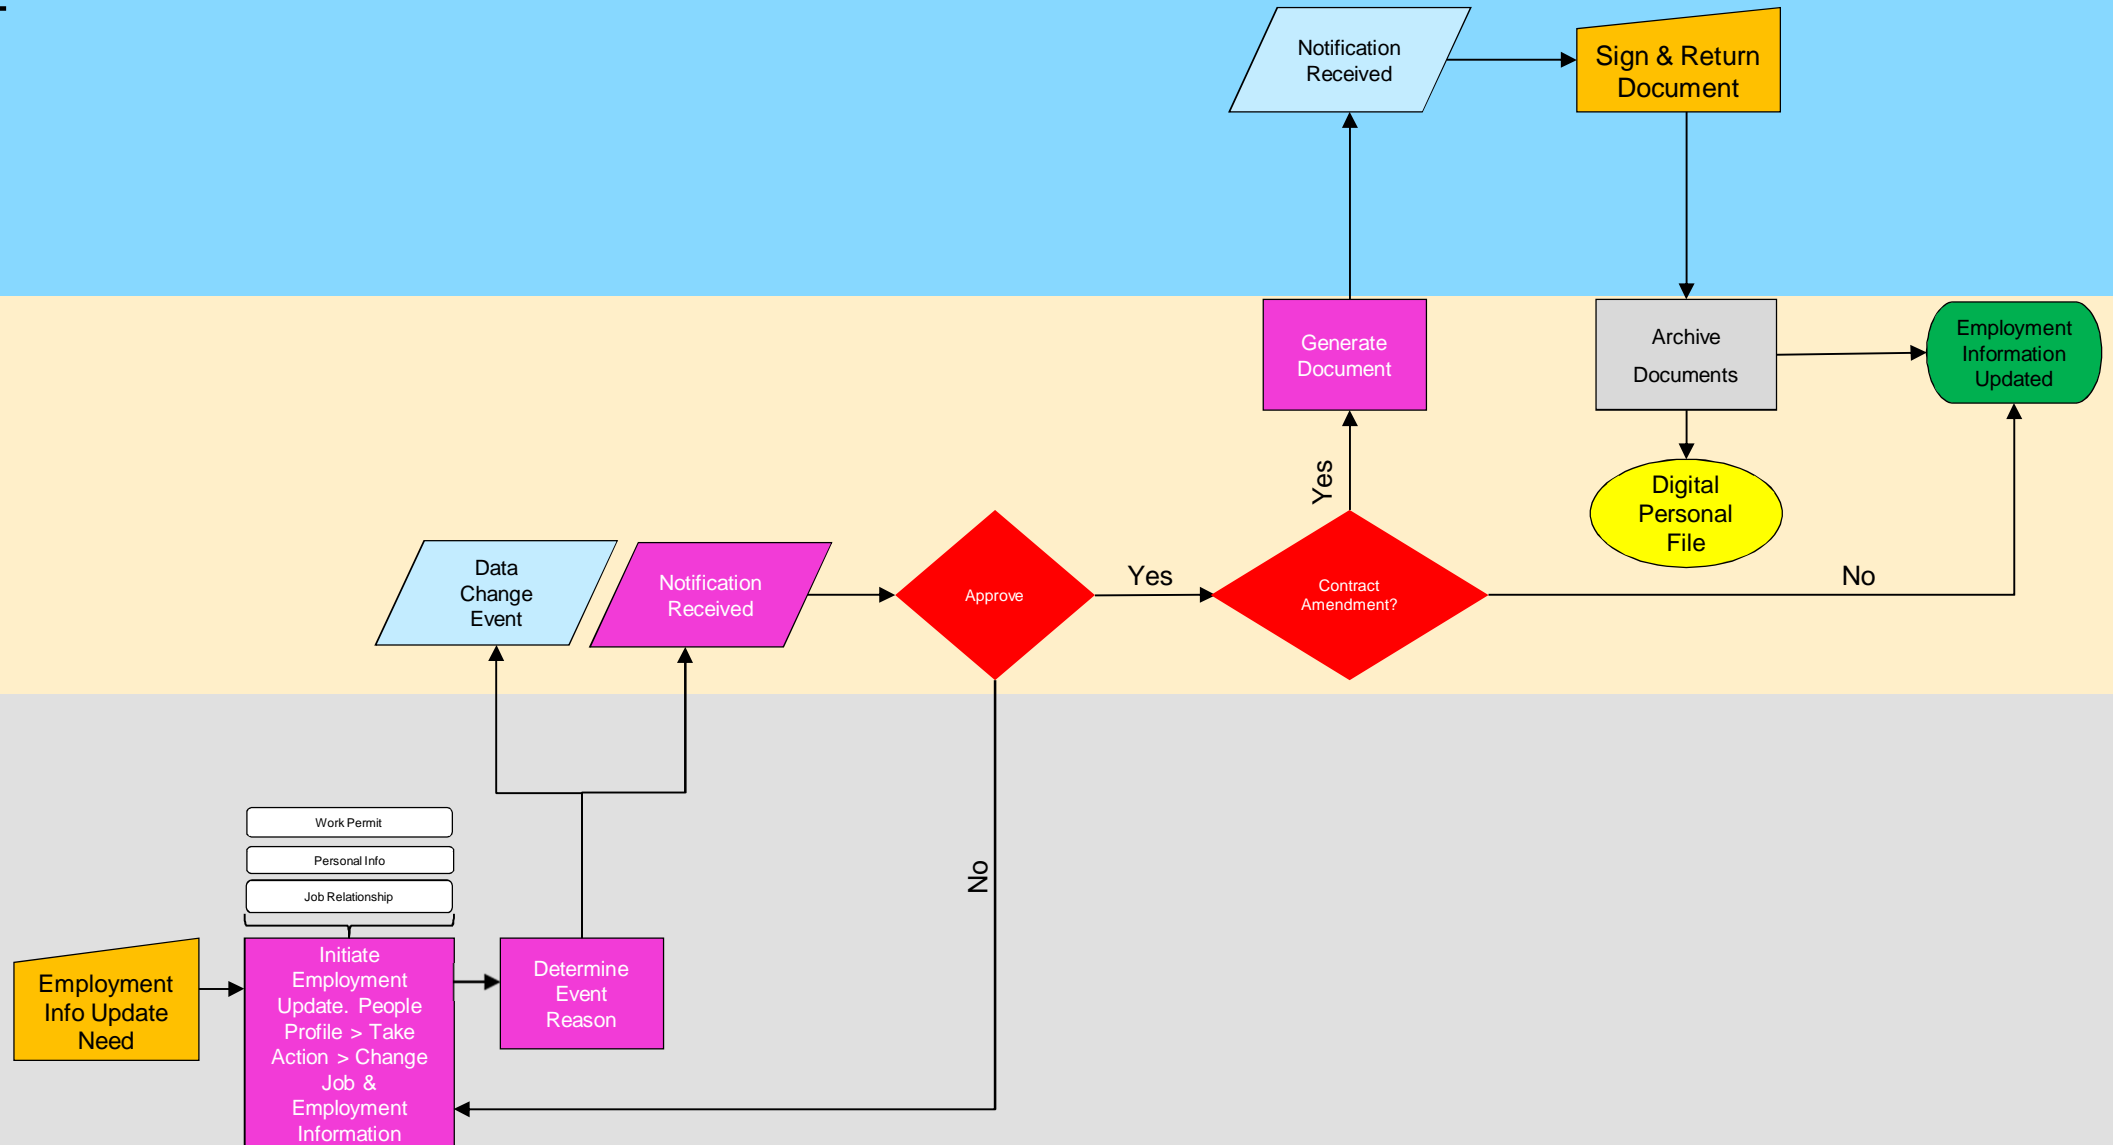 Notification
Received
Sign & Return
Document
Generate
Document
Archive
Documents
Employment
Information
Updated
Yes
Digital
Personal
File
Data
Change
Event
Notification
Received
Approve
Yes
Contract
Amendment?
No
Work Permit
Personal Info
Job Relationship
No
Employment
Info Update
Need
Initiate
Employment
Update. People
Profile > Take
Action > Change
Job &
Employment
Information
Determine
Event
Reason